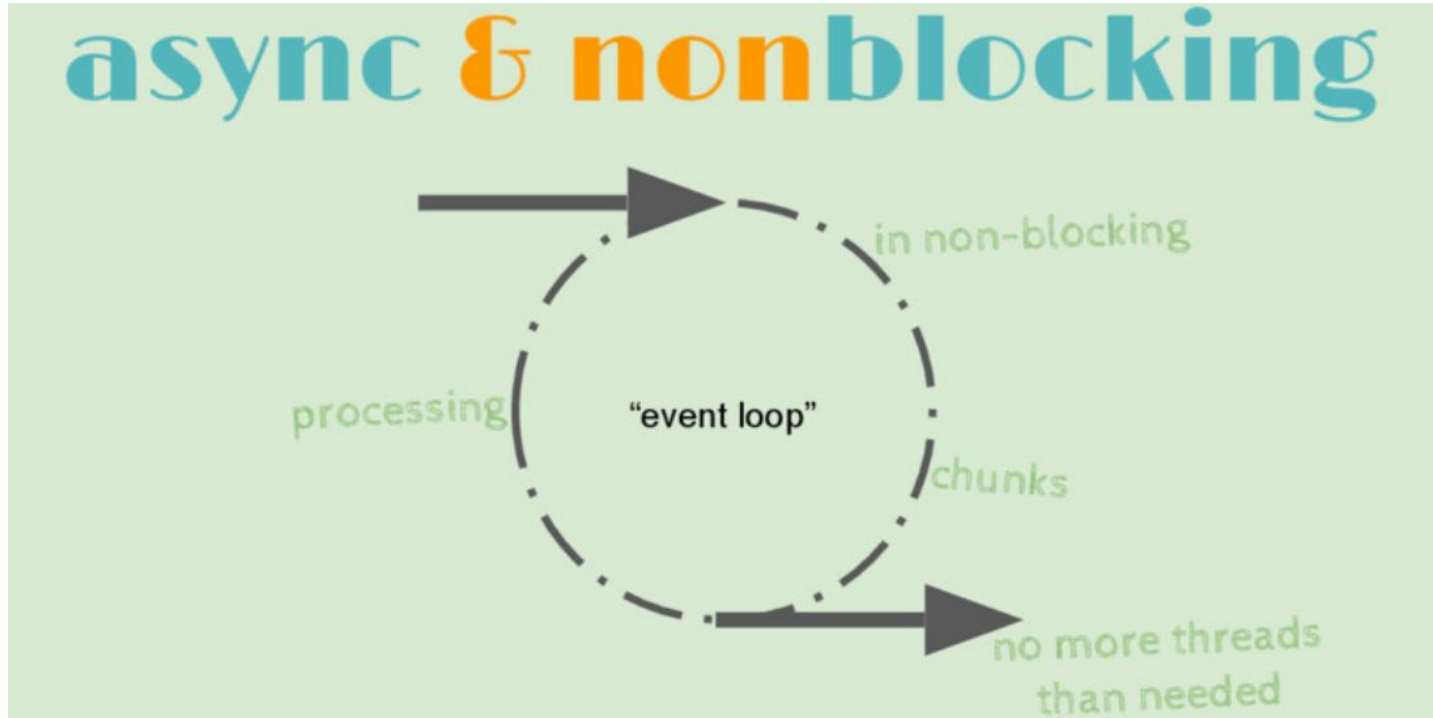 async & nonblocking
in non-blocking
processing
“event loop”
chunks
no more threads
than needed